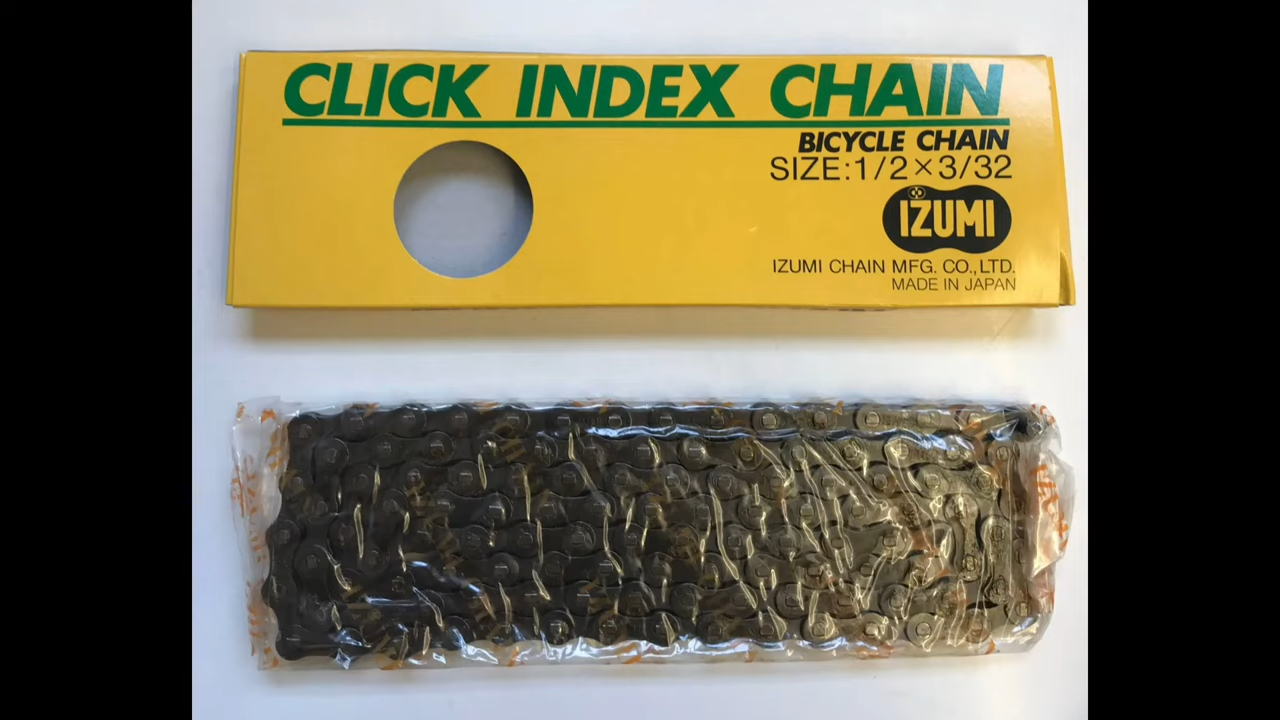 CLICK INDEX CHAIN
BICYCLE CHAIN
SIZE:1/2×3/32
IZUMI
IZUMI CHAIN MFG. CO.,LTD.
MADE IN JAPAN